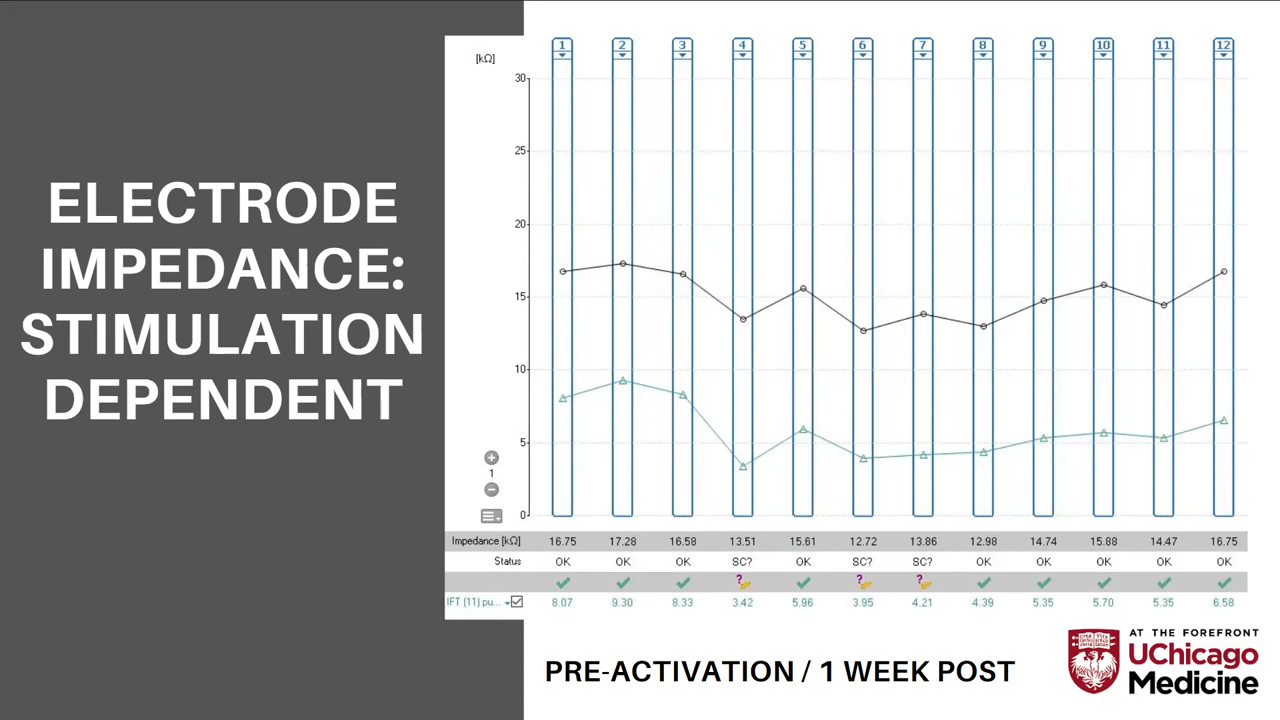 ELECTRODE
IMPEDANCE:
STIMULATION
DEPENDENT
[kΩ]
1 2 3 4 5 6 7 8 9 10 11 12
30
25
20
15
10
5
0
1
Impedance [kΩ] 16.75 17.28 16.58 13.51 15.61 12.72 13.86 12.98 14.74 15.88 14.47 16.75
Status OK OK OK SC? OK SC? SC? OK OK OK OK OK
? ? ?
IFT (11) pu... 8.07 9.30 8.33 3.42 5.96 3.95 4.21 4.39 5.35 5.70 5.35 6.58
PRE-ACTIVATION / 1 WEEK POST
AT THE FOREFRONT
UChicago
Medicine